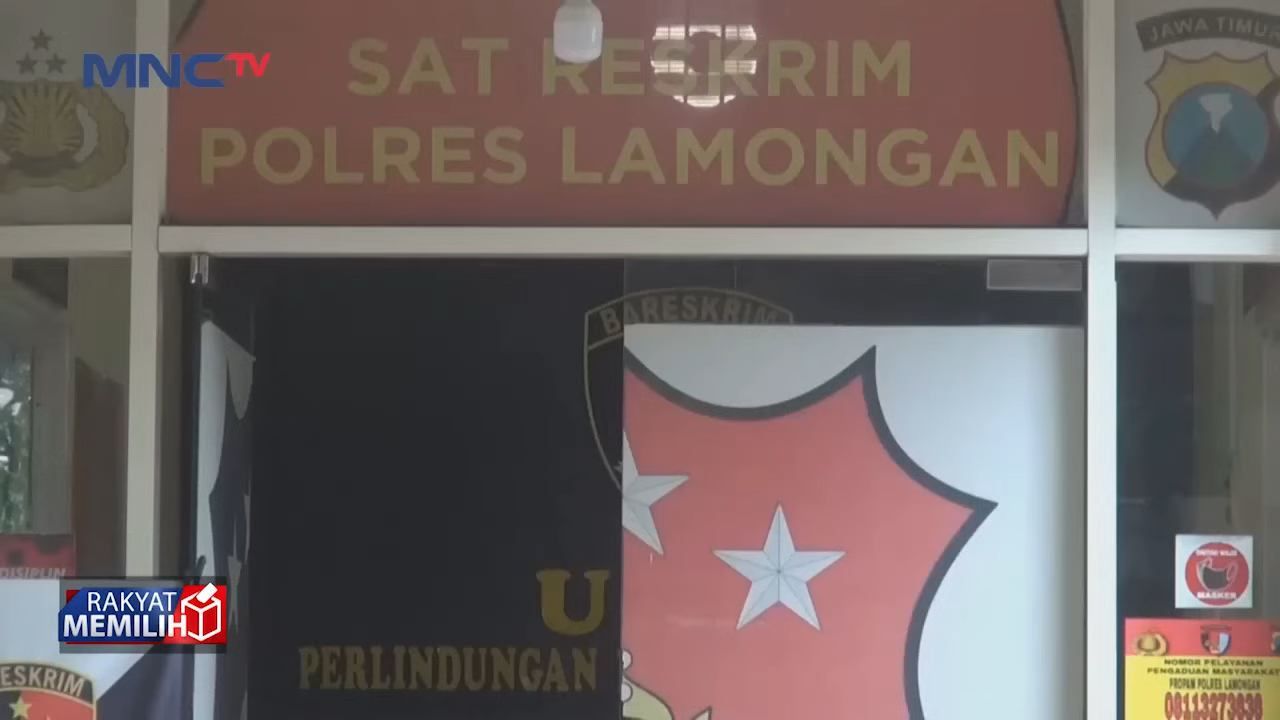 MNCTV
SAT RESKRIM
POLRES LAMONGAN
JAWA TIMUR
BARESKRIM
U
PERLINDUNGAN
DISIPLIN
RAKYAT
MEMILIH
RESKRIM
MASKER
NOMOR PELAYANAN
PENGADUAN MASYARAKAT
PROPAM POLRES LAMONGAN